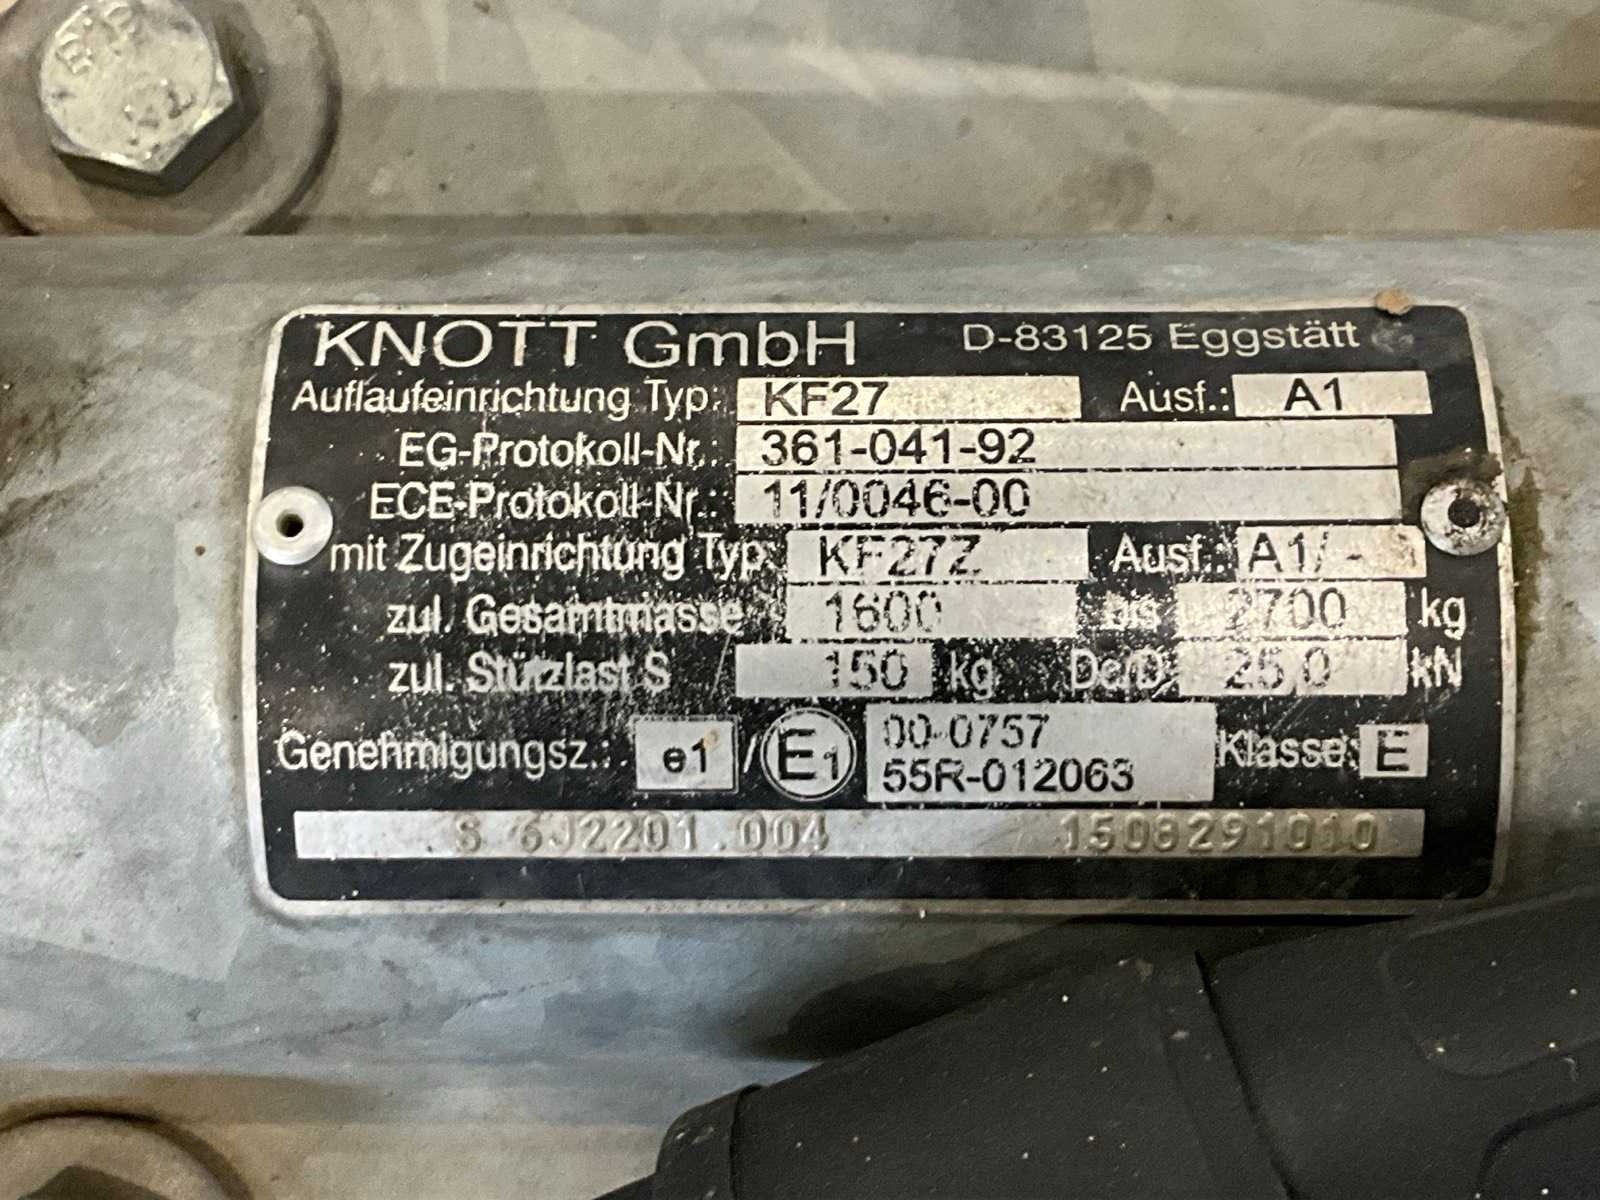 KNOTT GmbH D-83125 Eggstätt
Auflaufeinrichtung Typ: KF27 Ausf.: A1
EG-Protokoll-Nr.: 361-041-92
ECE-Protokoll-Nr.: 11/0046-00
mit Zugeinrichtung Typ: KF27Z Ausf.: A1/-
zul. Gesamtmasse 1600 bis 2700 kg
zul. Stützlast S 150 kg Dc/D 25,0 kN
Genehmigungsz.: e1 / E1 00-0757
55R-012063 Klasse: E
S 6J2201.004 1508291010